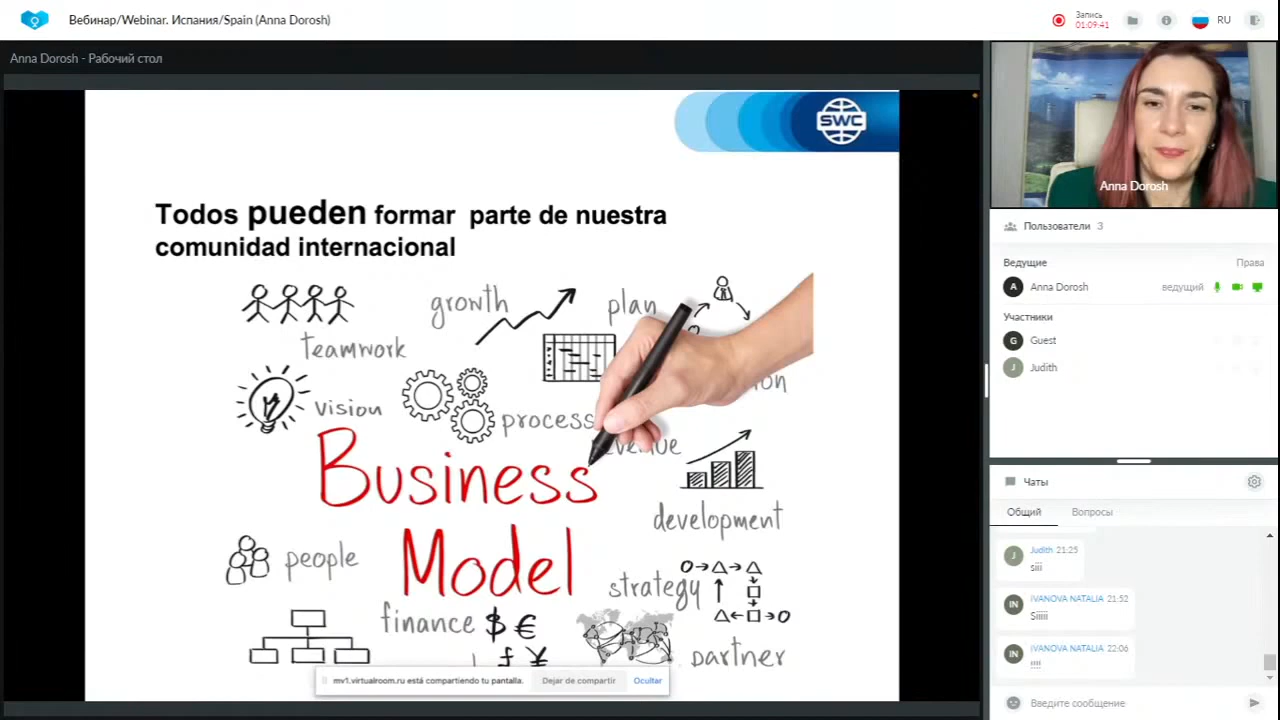 Вебинар/Webinar. Испания/Spain (Anna Dorosh)
Запись
01:09:41
RU
Anna Dorosh - Рабочий стол
SWC
Todos pueden formar parte de nuestra
comunidad internacional
growth
plan
teamwork
vision
process
Business
development
people
Model
strategy
finance $ €
£ ¥
partner
mv1.virtualroom.ru está compartiendo tu pantalla.
Dejar de compartir
Ocultar
Anna Dorosh
Пользователи 3
Ведущие
Права
A
Anna Dorosh
ведущий
Участники
G
Guest
J
Judith
Чаты
Общий
Вопросы
J
Judith 21:25
siii
IN
IVANOVA NATALIA 21:52
Siiiii
IN
IVANOVA NATALIA 22:06
!!!!
Введите сообщение